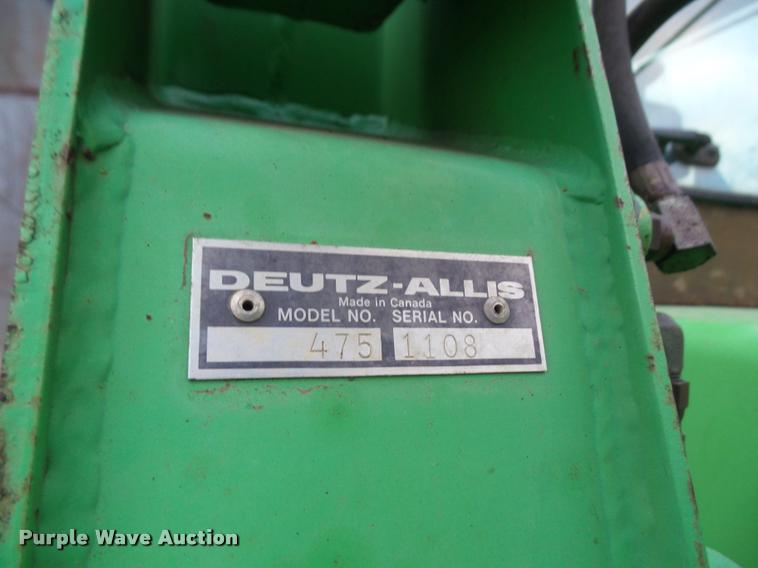 DEUTZ-ALLIS
Made in Canada
MODEL NO. SERIAL NO.
475 1108
Purple Wave Auction